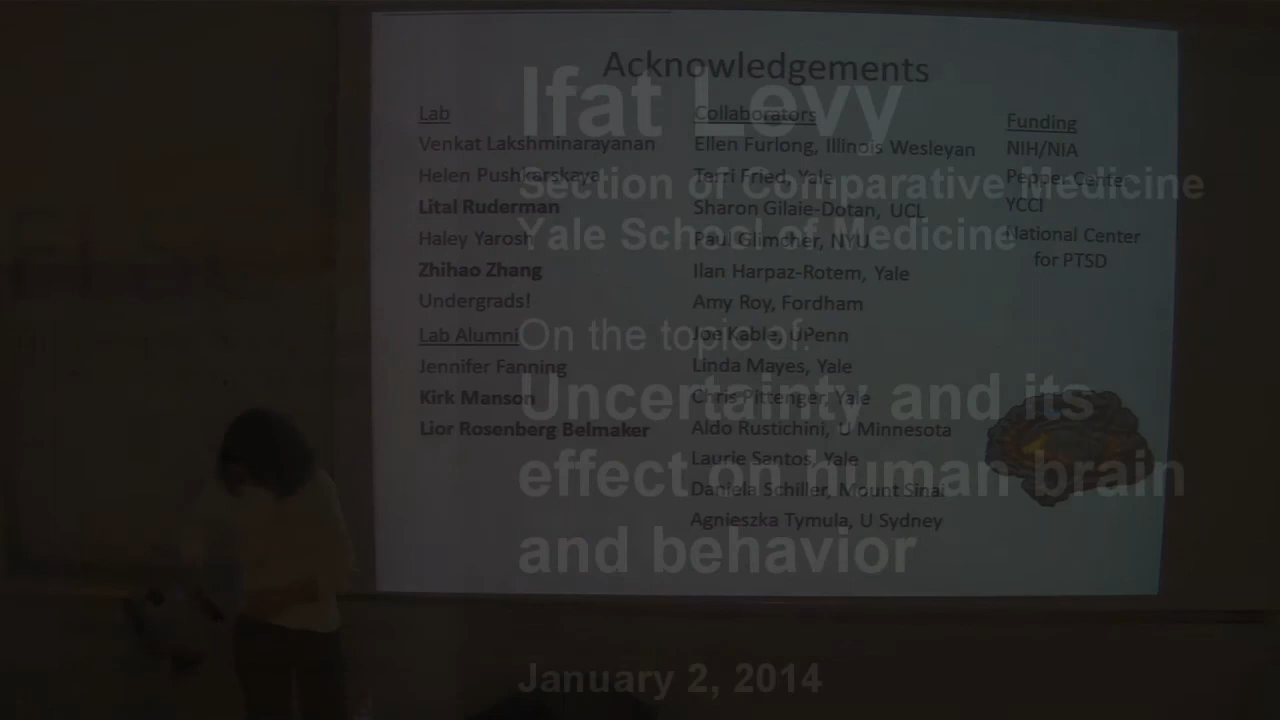 Acknowledgements
Lab
Venkat Lakshminarayanan
Helen Pushkarskaya
Lital Ruderman
Haley Yarosh
Zhihao Zhang
Undergrads!
Lab Alumni
Jennifer Fanning
Kirk Manson
Lior Rosenberg Belmaker
Collaborators
Ellen Furlong, Illinois Wesleyan
Terri Fried, Yale
Sharon Gilaie-Dotan, UCL
Paul Glimcher, NYU
Ilan Harpaz-Rotem, Yale
Amy Roy, Fordham
Joe Kable, UPenn
Linda Mayes, Yale
Chris Pittenger, Yale
Aldo Rustichini, U Minnesota
Laurie Santos, Yale
Daniela Schiller, Mount Sinai
Agnieszka Tymula, U Sydney
Funding
NIH/NIA
Pepper Center
YCCI
National Center
for PTSD
Ifat Levy
Section of Comparative Medicine
Yale School of Medicine
On the topic of:
Uncertainty and its
effect on human brain
and behavior
January 2, 2014